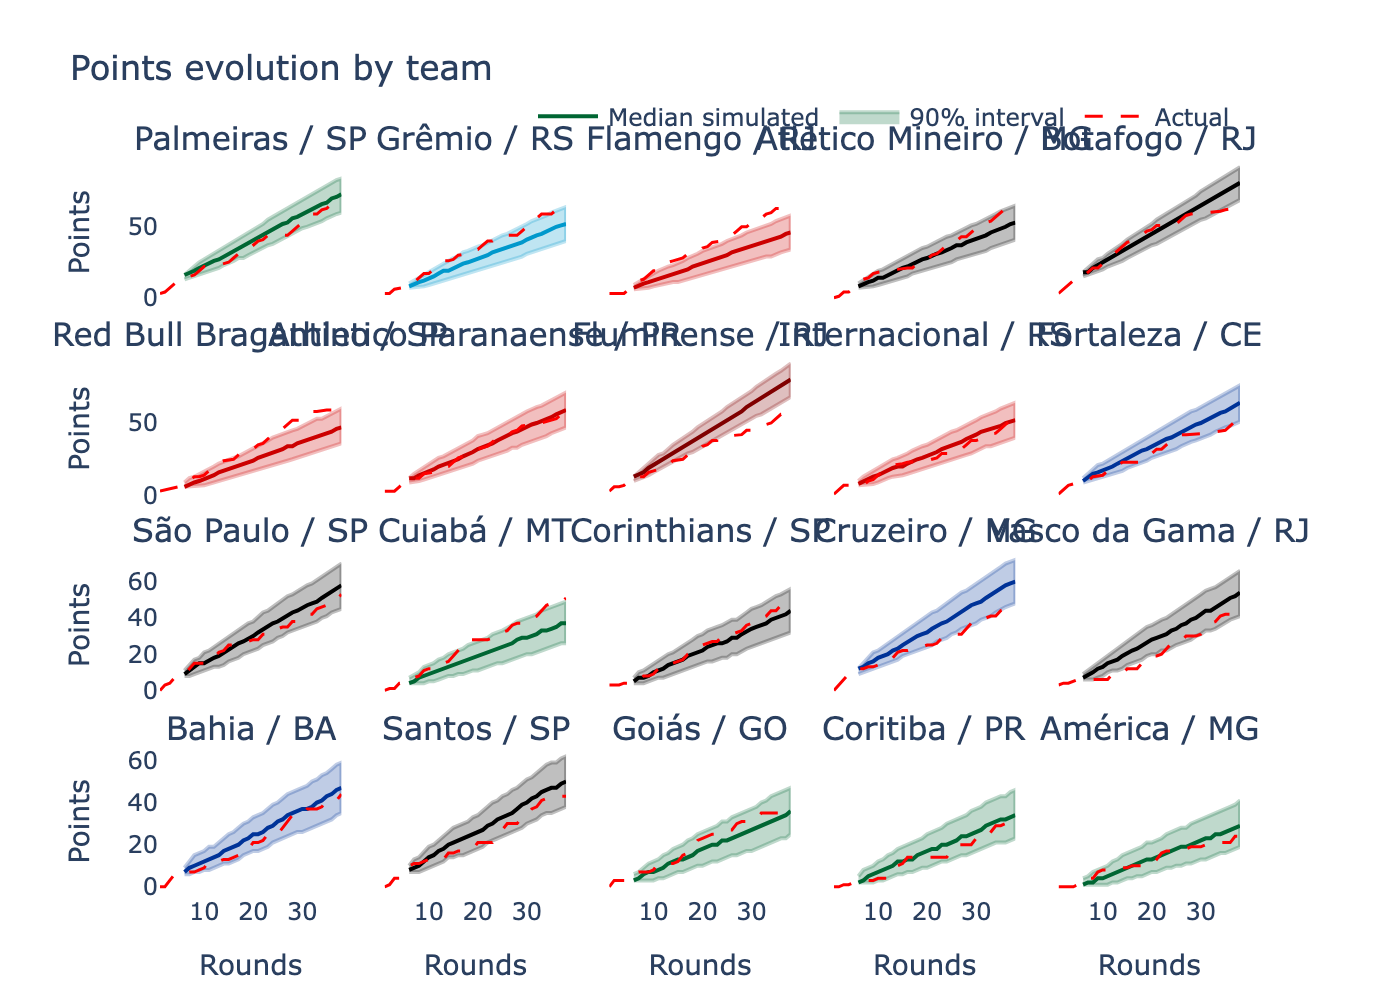 Points evolution by team
Median simulated 90% interval Actual
Palmeiras / SP Grêmio / RS Flamengo / RJ Atlético Mineiro / MG Botafogo / RJ
Points
50
0
Red Bull Bragantino / SP Athletico Paranaense / PR Fluminense / RJ Internacional / RS Fortaleza / CE
Points
50
0
São Paulo / SP Cuiabá / MT Corinthians / SP Cruzeiro / MG Vasco da Gama / RJ
Points
60
40
20
0
Bahia / BA Santos / SP Goiás / GO Coritiba / PR América / MG
Points
60
40
20
0
10 20 30 10 20 30 10 20 30 10 20 30 10 20 30
Rounds Rounds Rounds Rounds Rounds